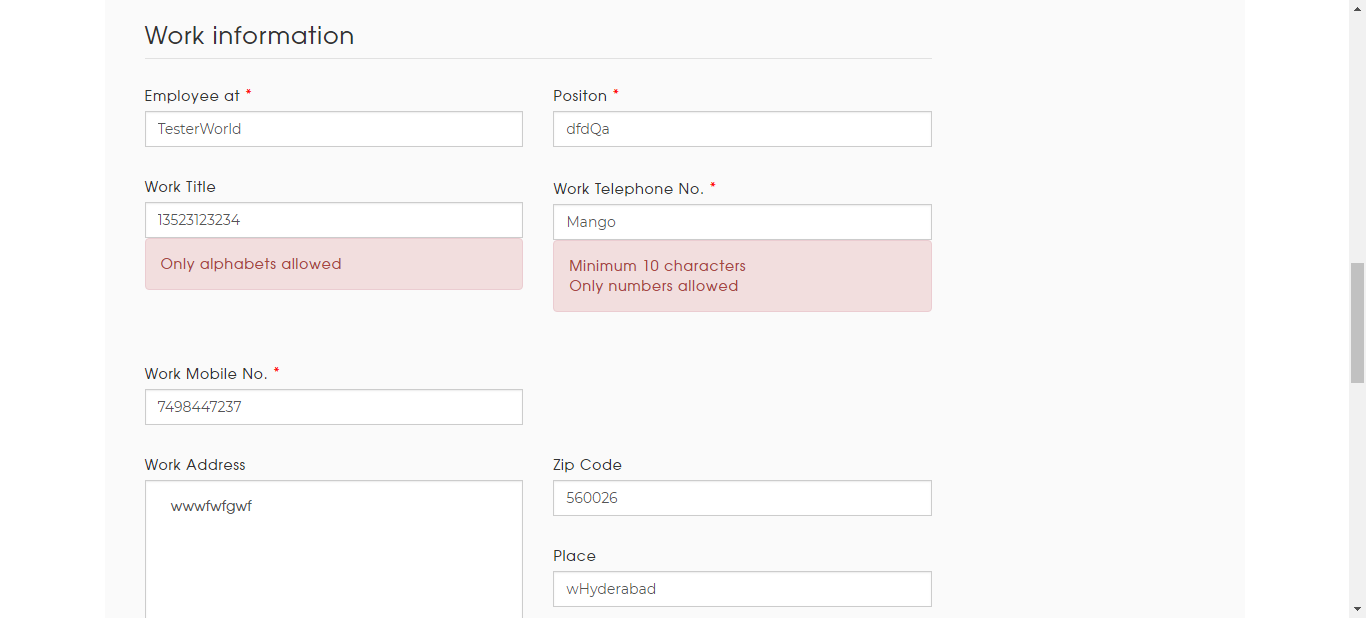 Work information
Employee at *
Positon *
TesterWorld
dfdQa
Work Title
Work Telephone No. *
13523123234
Mango
Only alphabets allowed
Minimum 10 characters
Only numbers allowed
Work Mobile No. *
7498447237
Work Address
Zip Code
wwwfwfgwf
560026
Place
wHyderabad